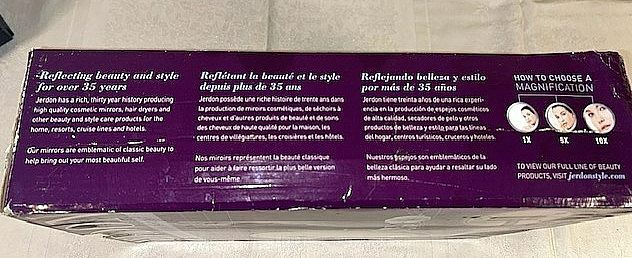 Reflecting beauty and style
for over 35 years
Jerdon has a rich, thirty year history producing
high quality cosmetic mirrors, hair dryers and
other beauty and style care products for the
home, resorts, cruise lines and hotels.
Our mirrors are emblematic of classic beauty to
help bring out your most beautiful self.
Reflétant la beauté et le style
depuis plus de 35 ans
Jerdon possède une riche histoire de trente ans dans
la production de miroirs cosmétiques, de séchoirs à
cheveux et d'autres produits de beauté et de soins
des cheveux de haute qualité pour la maison, les
centres de villégiatures, les croisières et les hôtels.
Nos miroirs représentent la beauté classique
pour aider à faire ressortir la plus belle version
de vous-même.
Reflejando belleza y estilo
por más de 35 años
Jerdon tiene treinta años de una rica experi-
encia en la producción de espejos cosméticos
de alta calidad, secadores de pelo y otros
productos de belleza y estilo para las líneas
del hogar, centros turísticos, cruceros y hoteles.
Nuestros espejos son emblemáticos de la
belleza clásica para ayudar a resaltar su lado
más hermoso.
HOW TO CHOOSE A
MAGNIFICATION
1X 5X 10X
TO VIEW OUR FULL LINE OF BEAUTY
PRODUCTS, VISIT jerdonstyle.com